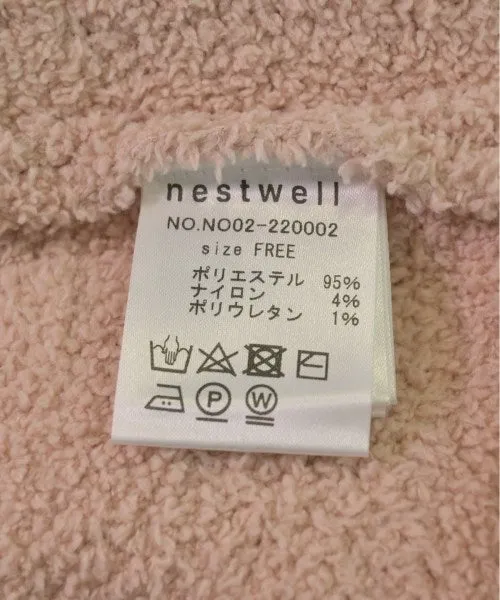 nestwell
NO.NO02-220002
size FREE
ポリエステル 95%
ナイロン 4%
ポリウレタン 1%
P W